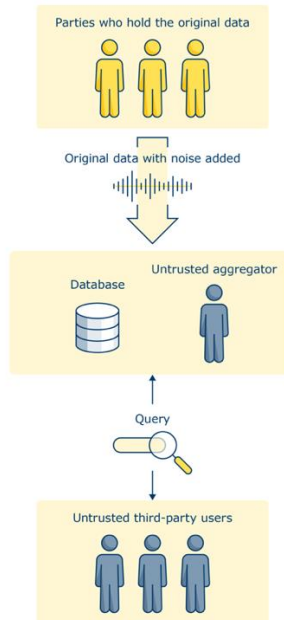 Parties who hold the original data
Original data with noise added
Untrusted aggregator
Database
Query
Untrusted third-party users